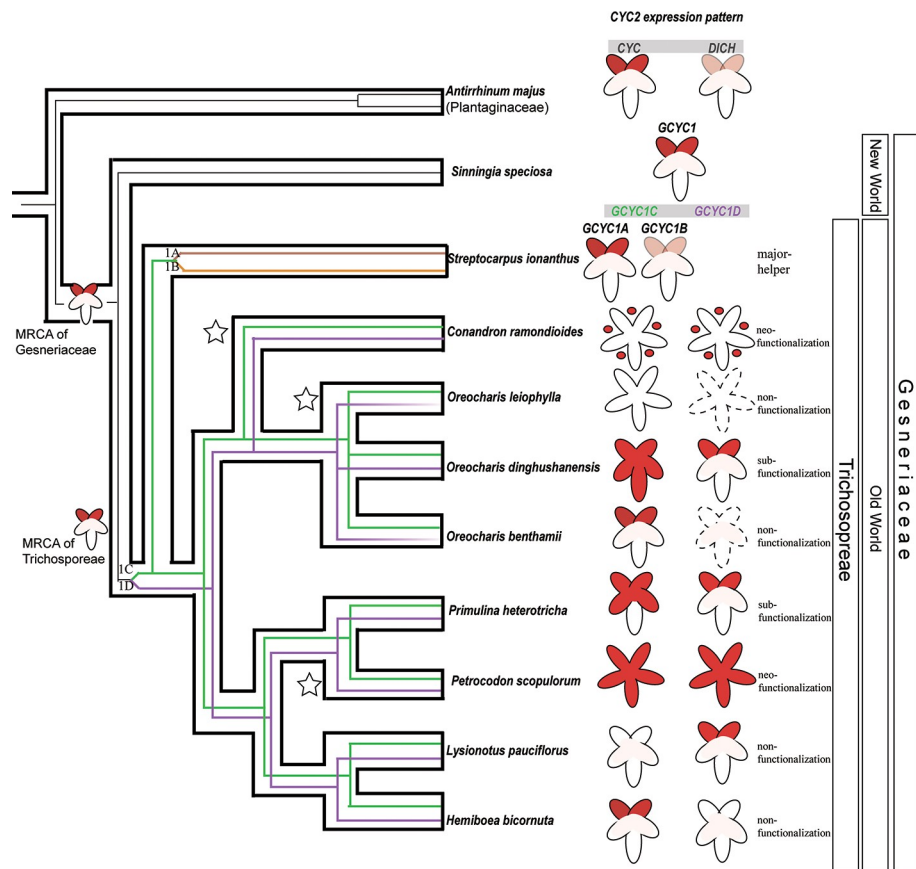 CYC2 expression pattern
CYC
DICH
Antirrhinum majus
(Plantaginaceae)
GCYC1
Sinningia speciosa
GCYC1C
GCYC1D
GCYC1A
GCYC1B
1A
1B
Streptocarpus ionanthus
major-
helper
MRCA of
Gesneriaceae
Conandron ramondioides
neo-
functionalization
Oreocharis leiophylla
non-
functionalization
Oreocharis dinghushanensis
sub-
functionalization
MRCA of
Trichosporeae
Oreocharis benthamii
non-
functionalization
1C
1D
Primulina heterotricha
sub-
functionalization
Petrocodon scopulorum
neo-
functionalization
Lysionotus pauciflorus
non-
functionalization
Hemiboea bicornuta
non-
functionalization
Trichosopreae
New World
Old World
Gesneriaceae